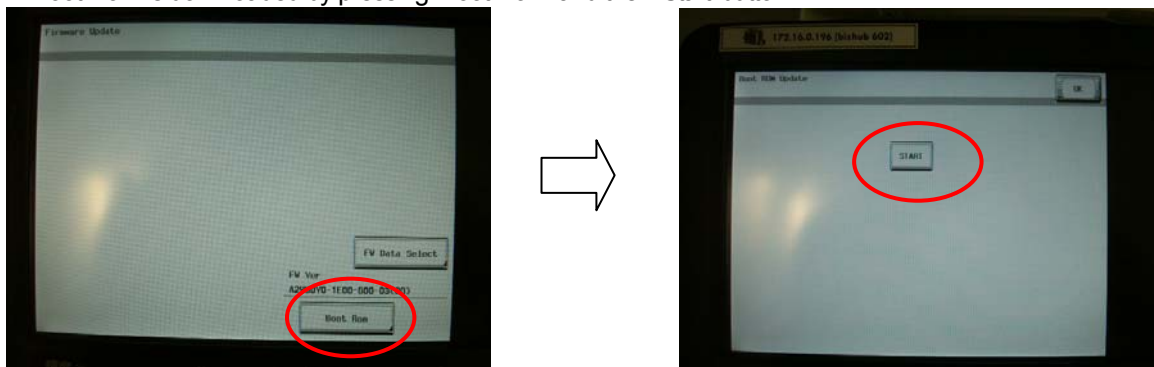 Firmware Update
FW Data Select
FW Ver
Boot Rom
172.16.0.196 (bizhub 602)
Boot ROM Update
OK
START